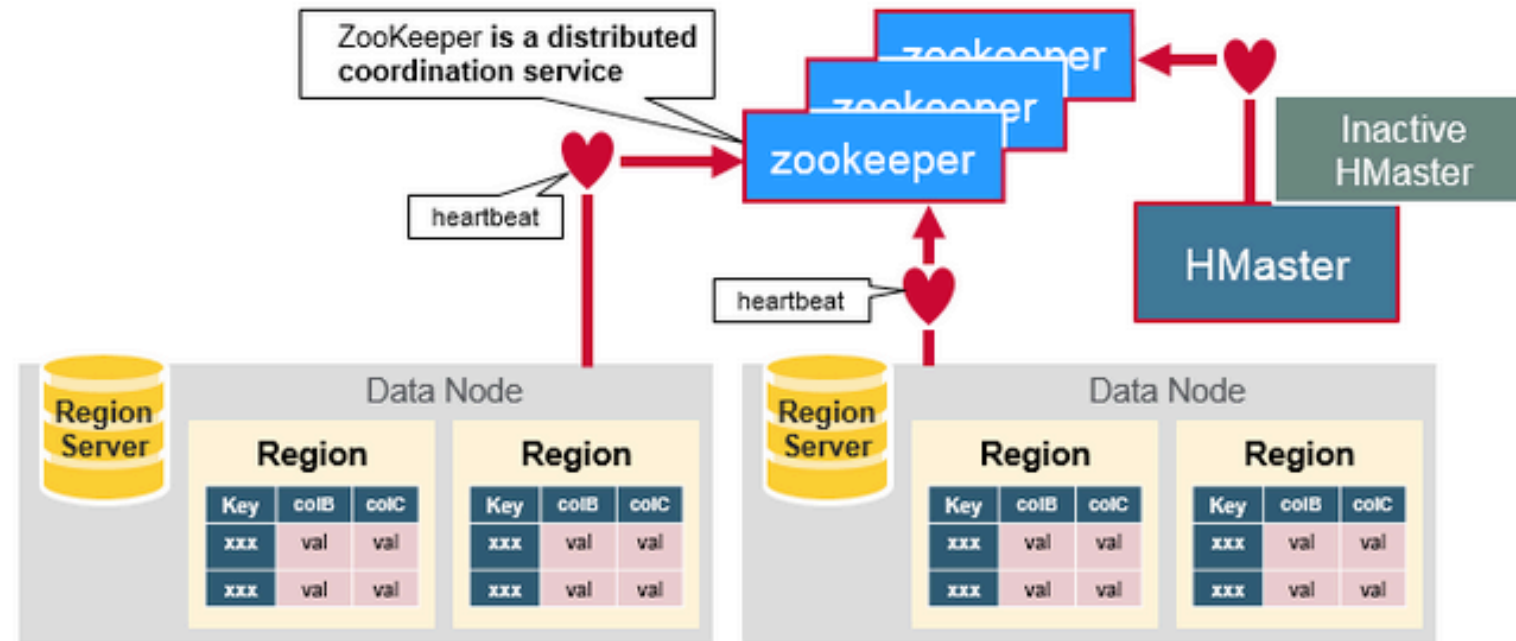 ZooKeeper is a distributed
coordination service
zookeeper
zookeeper
zookeeper
Inactive
HMaster
HMaster
heartbeat
heartbeat
Data Node
Region
Server
Region
Key colB colC
xxx val val
xxx val val
Region
Key colB colC
xxx val val
xxx val val
Data Node
Region
Server
Region
Key colB colC
xxx val val
xxx val val
Region
Key colB colC
xxx val val
xxx val val